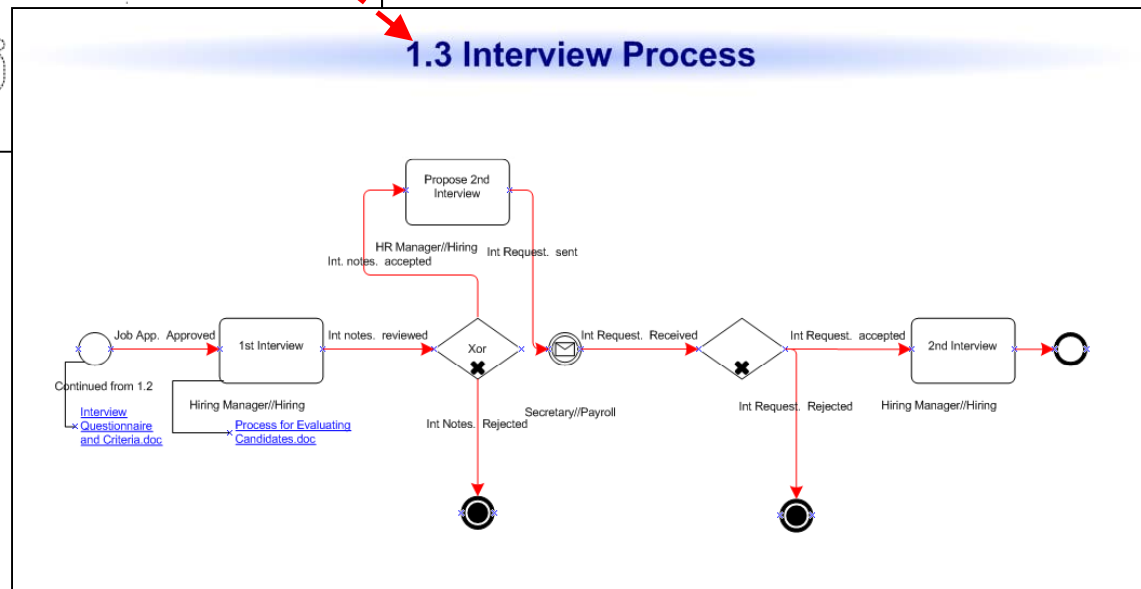 1.3 Interview Process
Propose 2nd
Interview
HR Manager//Hiring
Int. notes. accepted
Int Request. sent
Job App. Approved
1st Interview
Int notes. reviewed
Xor
Int Request. Received
Int Request. accepted
2nd Interview
Continued from 1.2
Interview
Questionnaire
and Criteria.doc
Hiring Manager//Hiring
Process for Evaluating
Candidates.doc
Int Notes. Rejected
Secretary//Payroll
Int Request. Rejected
Hiring Manager//Hiring